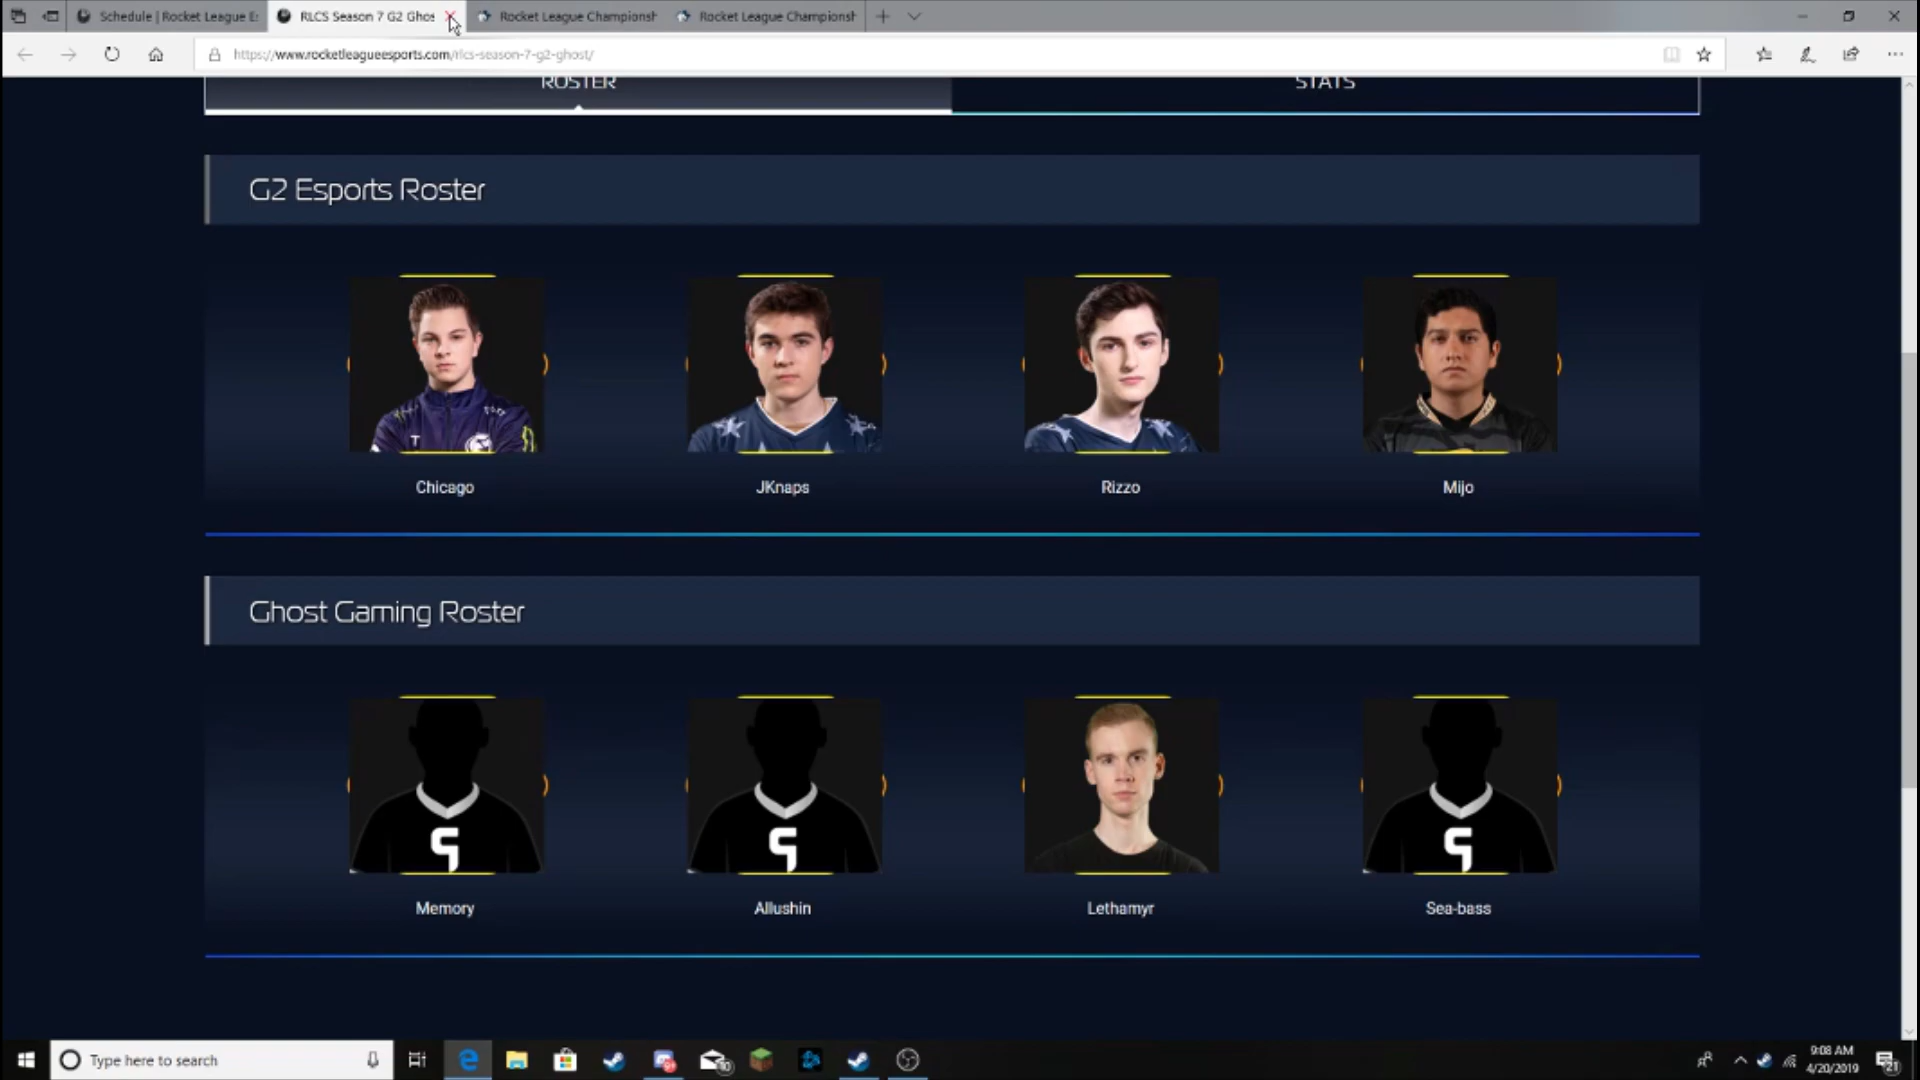 Schedule | Rocket League E
RLCS Season 7 G2 Ghos
Rocket League Championsh
Rocket League Championsh
https://www.rocketleagueesports.com/rlcs-season-7-g2-ghost/
ROSTER
STATS
G2 Esports Roster
Chicago
JKnaps
Rizzo
Mijo
Ghost Gaming Roster
Memory
Allushin
Lethamyr
Sea-bass
Type here to search
9:08 AM
4/20/2019
21